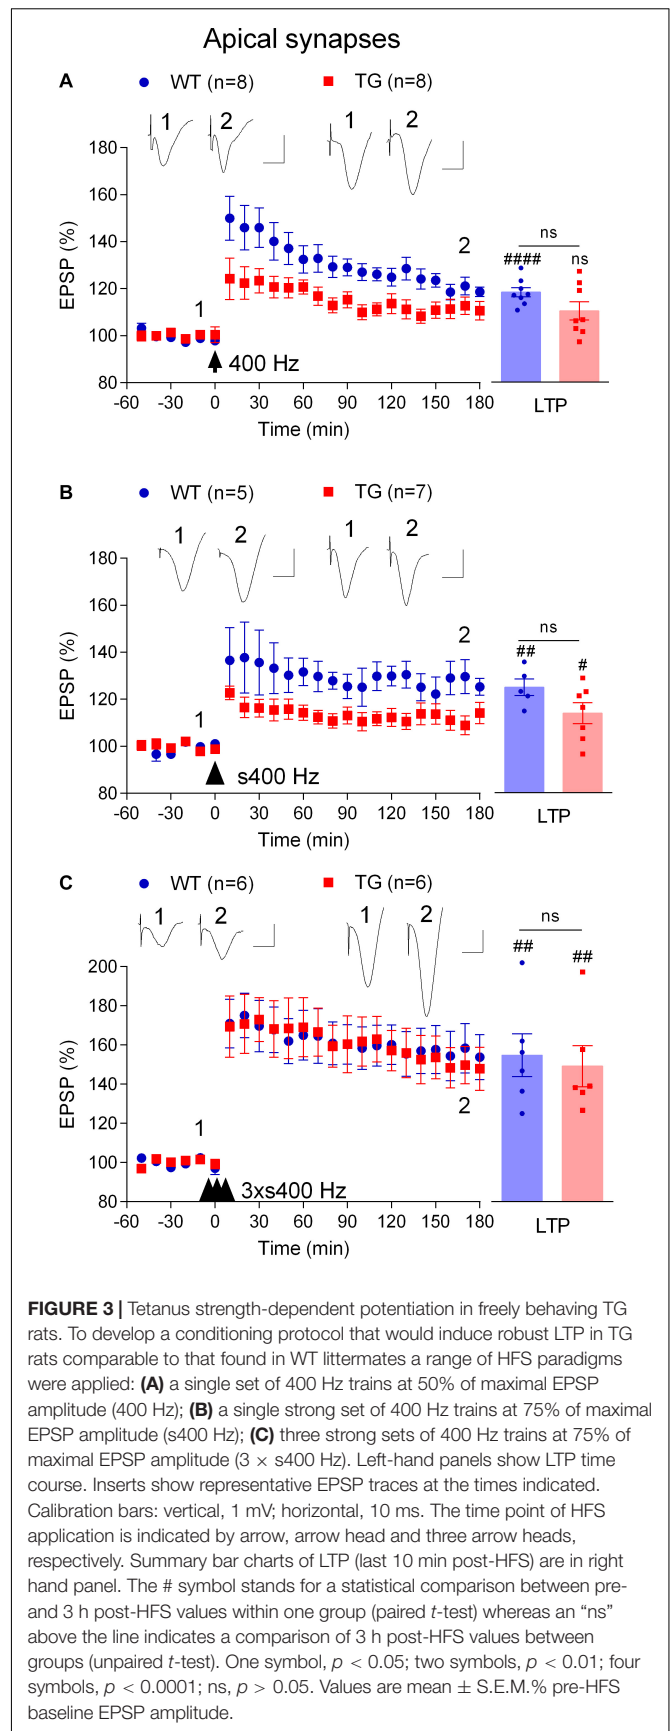 Apical synapses
A
WT (n=8)
TG (n=8)
1
2
1
2
180
160
140
120
100
80
EPSP (%)
1
2
400 Hz
-60 -30 0 30 60 90 120 150 180
Time (min)
ns
####
ns
LTP
B
WT (n=5)
TG (n=7)
1
2
1
2
180
160
140
120
100
80
EPSP (%)
1
2
s400 Hz
-60 -30 0 30 60 90 120 150 180
Time (min)
ns
##
#
LTP
C
WT (n=6)
TG (n=6)
1
2
1
2
200
180
160
140
120
100
80
EPSP (%)
1
2
3xs400 Hz
-60 -30 0 30 60 90 120 150 180
Time (min)
ns
##
##
LTP
FIGURE 3 | Tetanus strength-dependent potentiation in freely behaving TG
rats. To develop a conditioning protocol that would induce robust LTP in TG
rats comparable to that found in WT littermates a range of HFS paradigms
were applied: (A) a single set of 400 Hz trains at 50% of maximal EPSP
amplitude (400 Hz); (B) a single strong set of 400 Hz trains at 75% of maximal
EPSP amplitude (s400 Hz); (C) three strong sets of 400 Hz trains at 75% of
maximal EPSP amplitude (3 × s400 Hz). Left-hand panels show LTP time
course. Inserts show representative EPSP traces at the times indicated.
Calibration bars: vertical, 1 mV; horizontal, 10 ms. The time point of HFS
application is indicated by arrow, arrow head and three arrow heads,
respectively. Summary bar charts of LTP (last 10 min post-HFS) are in right
hand panel. The # symbol stands for a statistical comparison between pre-
and 3 h post-HFS values within one group (paired t-test) whereas an “ns”
above the line indicates a comparison of 3 h post-HFS values between
groups (unpaired t-test). One symbol, p < 0.05; two symbols, p < 0.01; four
symbols, p < 0.0001; ns, p > 0.05. Values are mean ± S.E.M.% pre-HFS
baseline EPSP amplitude.